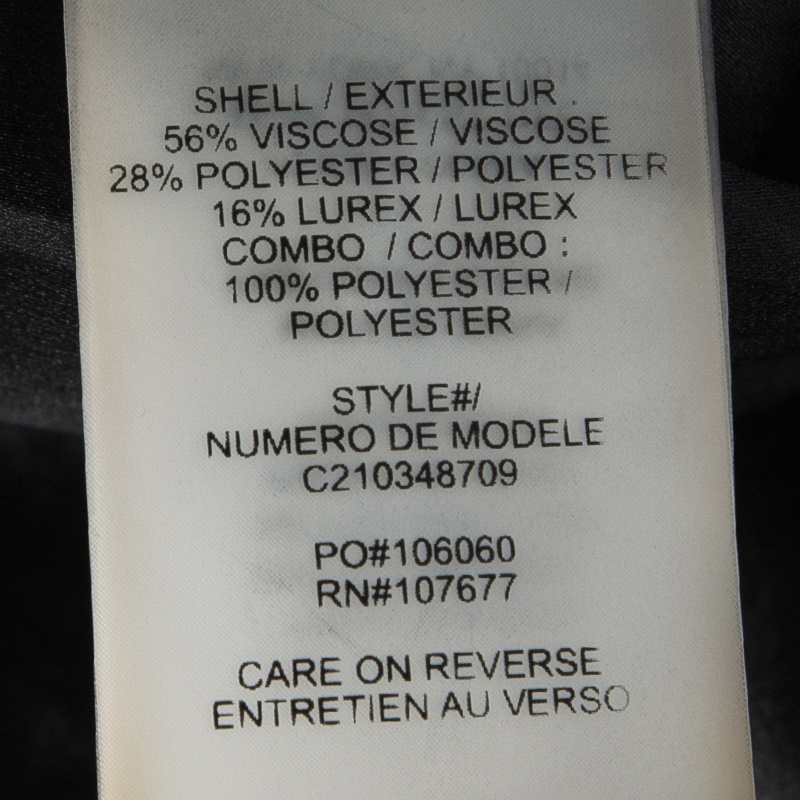 SHELL / EXTERIEUR :
56% VISCOSE / VISCOSE
28% POLYESTER / POLYESTER
16% LUREX / LUREX
COMBO / COMBO :
100% POLYESTER /
POLYESTER
STYLE#/
NUMERO DE MODELE
C210348709
PO#106060
RN#107677
CARE ON REVERSE
ENTRETIEN AU VERSO